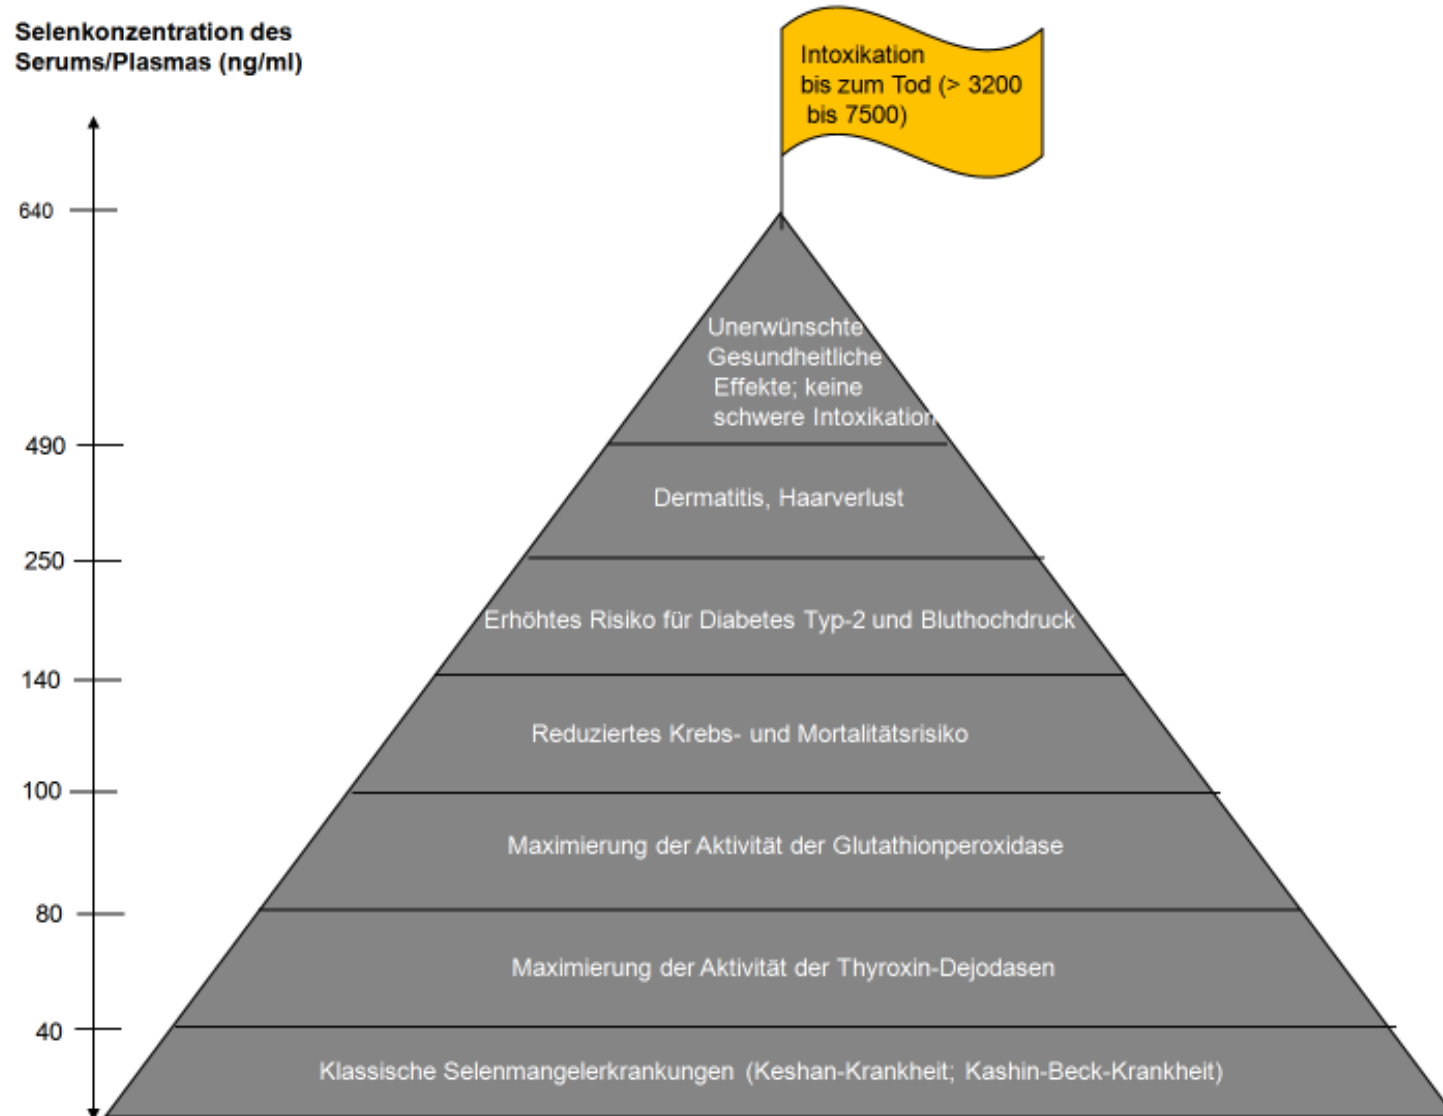 Selenkonzentration des
Serums/Plasmas (ng/ml)
Intoxikation
bis zum Tod (> 3200
bis 7500)
640
Unerwünschte
Gesundheitliche
Effekte; keine
schwere Intoxikation
490
Dermatitis, Haarverlust
250
Erhöhtes Risiko für Diabetes Typ-2 und Bluthochdruck
140
Reduziertes Krebs- und Mortalitätsrisiko
100
Maximierung der Aktivität der Glutathionperoxidase
80
Maximierung der Aktivität der Thyroxin-Dejodasen
40
Klassische Selenmangelerkrankungen (Keshan-Krankheit; Kashin-Beck-Krankheit)